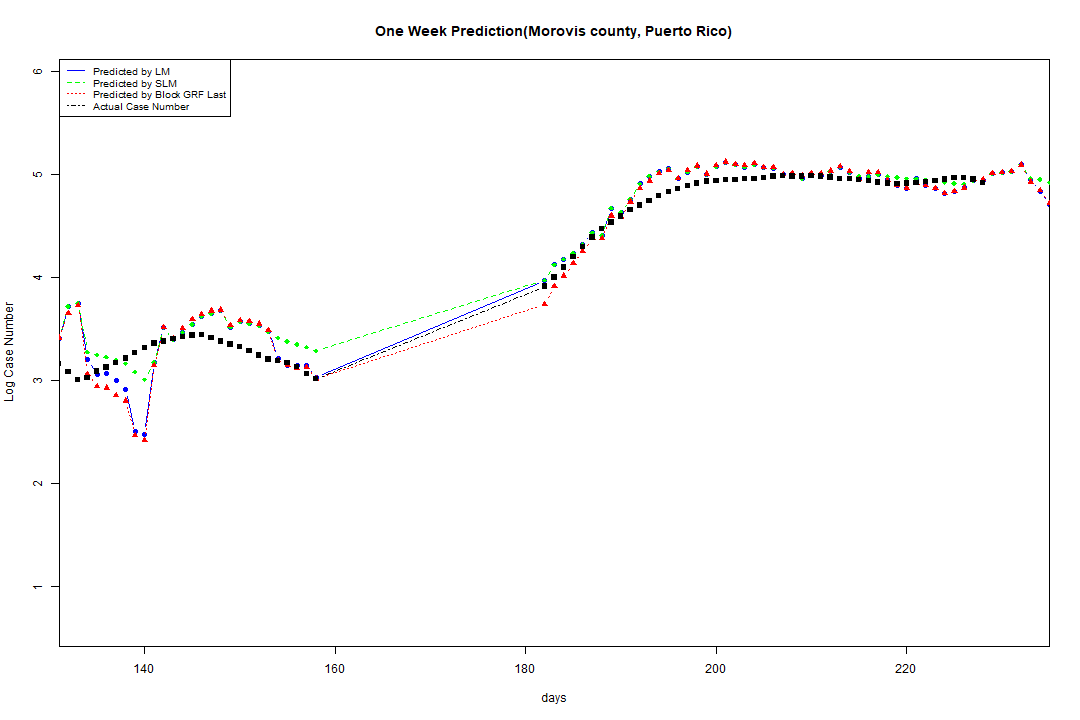 One Week Prediction(Morovis county, Puerto Rico)
Predicted by LM
Predicted by SLM
Predicted by Block GRF Last
Actual Case Number
6
5
4
3
2
1
Log Case Number
140 160 180 200 220
days